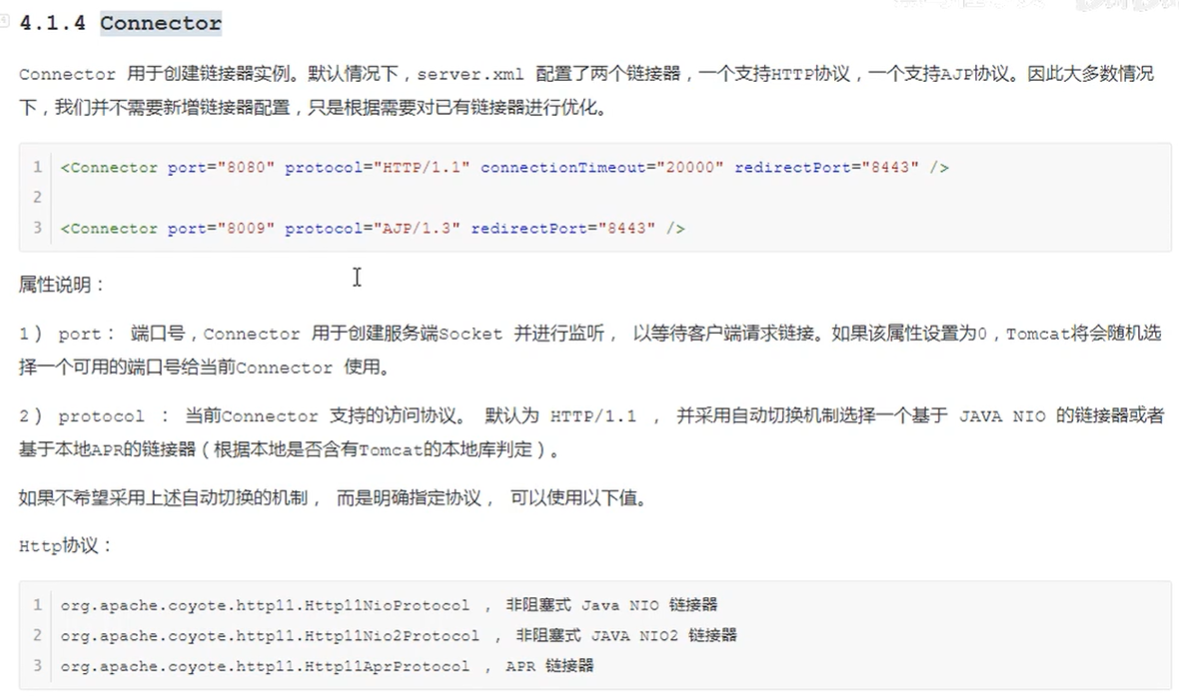 4.1.4 Connector
Connector 用于创建链接器实例。默认情况下，server.xml 配置了两个链接器，一个支持HTTP协议，一个支持AJP协议。因此大多数情况
下，我们并不需要新增链接器配置，只是根据需要对已有链接器进行优化。
1 <Connector port="8080" protocol="HTTP/1.1" connectionTimeout="20000" redirectPort="8443" />
2
3 <Connector port="8009" protocol="AJP/1.3" redirectPort="8443" />
属性说明：
1） port： 端口号，Connector 用于创建服务端Socket 并进行监听， 以等待客户端请求链接。如果该属性设置为0，Tomcat将会随机选
择一个可用的端口号给当前Connector 使用。
2） protocol ： 当前Connector 支持的访问协议。 默认为 HTTP/1.1 ， 并采用自动切换机制选择一个基于 JAVA NIO 的链接器或者
基于本地APR的链接器（根据本地是否含有Tomcat的本地库判定）。
如果不希望采用上述自动切换的机制， 而是明确指定协议， 可以使用以下值。
Http协议：
1 org.apache.coyote.http11.Http11NioProtocol ， 非阻塞式 Java NIO 链接器
2 org.apache.coyote.http11.Http11Nio2Protocol ， 非阻塞式 JAVA NIO2 链接器
3 org.apache.coyote.http11.Http11AprProtocol ， APR 链接器